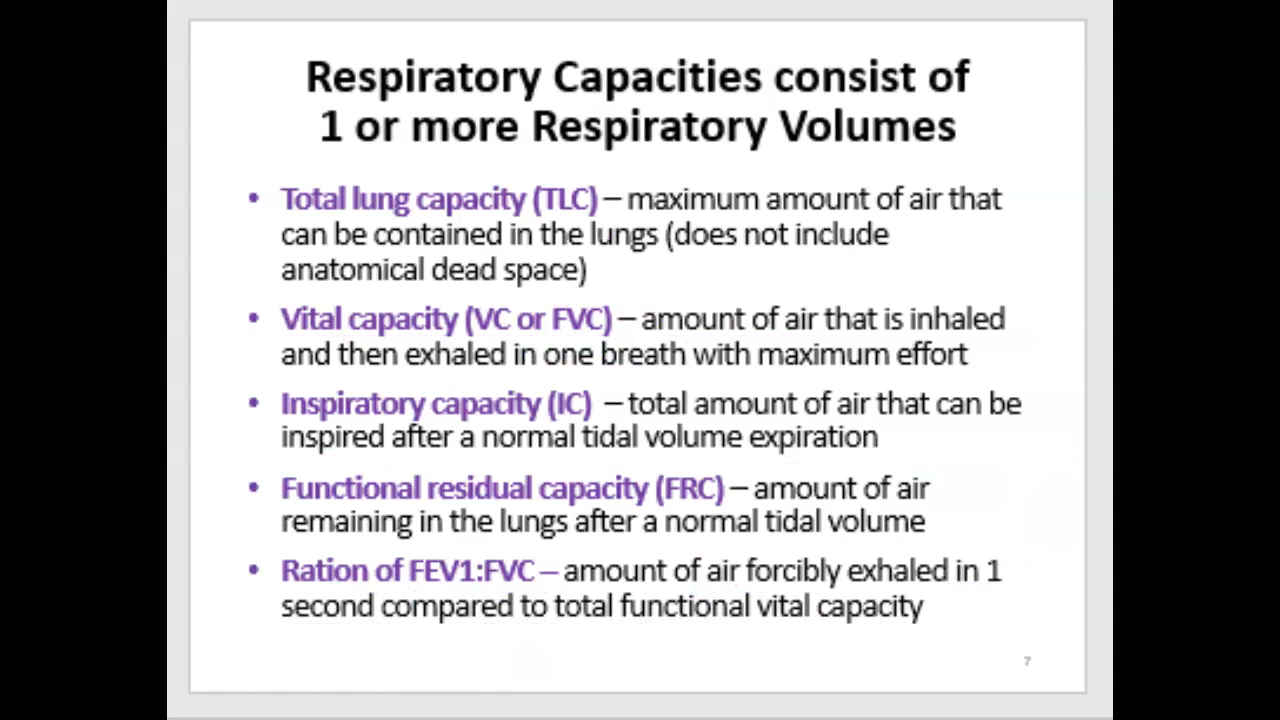 Respiratory Capacities consist of
1 or more Respiratory Volumes
• Total lung capacity (TLC) – maximum amount of air that
can be contained in the lungs (does not include
anatomical dead space)
• Vital capacity (VC or FVC) – amount of air that is inhaled
and then exhaled in one breath with maximum effort
• Inspiratory capacity (IC) – total amount of air that can be
inspired after a normal tidal volume expiration
• Functional residual capacity (FRC) – amount of air
remaining in the lungs after a normal tidal volume
• Ration of FEV1:FVC – amount of air forcibly exhaled in 1
second compared to total functional vital capacity
7